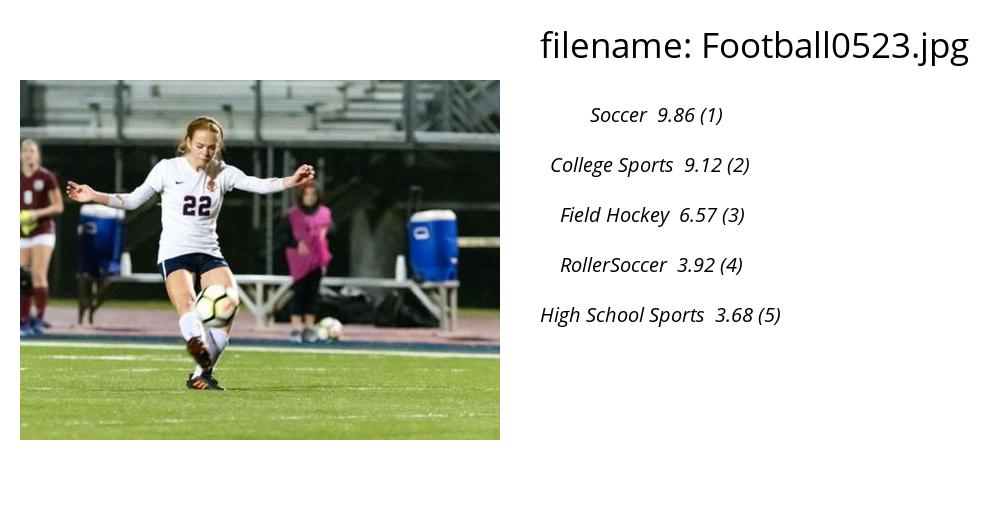 filename: Football0523.jpg
Soccer 9.86 (1)
College Sports 9.12 (2)
Field Hockey 6.57 (3)
RollerSoccer 3.92 (4)
High School Sports 3.68 (5)
22